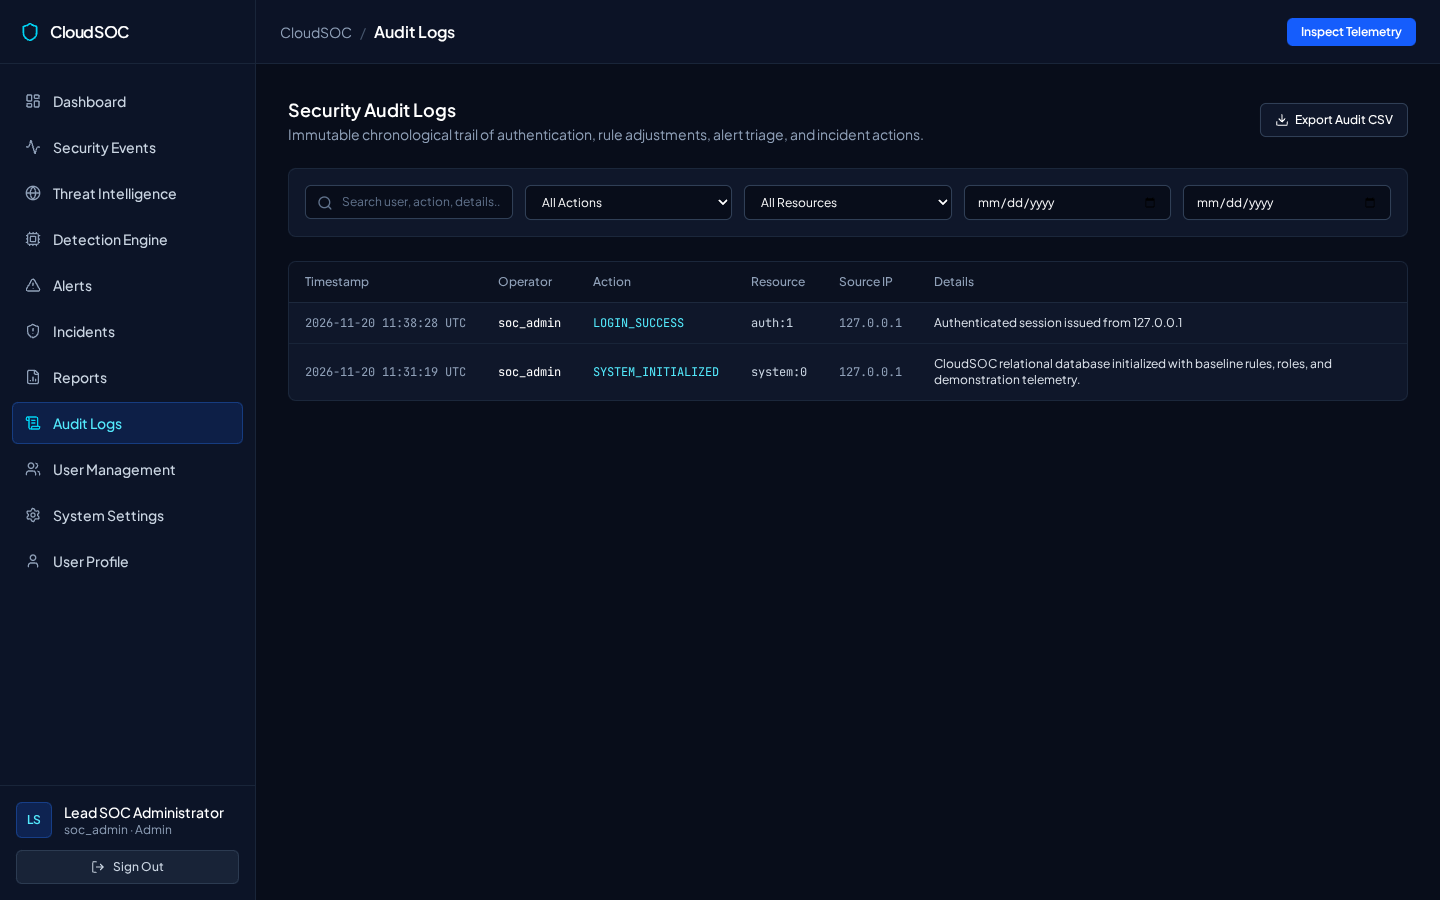 CloudSOC
CloudSOC / Audit Logs
Inspect Telemetry
Dashboard
Security Events
Threat Intelligence
Detection Engine
Alerts
Incidents
Reports
Audit Logs
User Management
System Settings
User Profile
LS
Lead SOC Administrator
soc_admin · Admin
Sign Out
Security Audit Logs
Immutable chronological trail of authentication, rule adjustments, alert triage, and incident actions.
Export Audit CSV
Search user, action, details..
All Actions
All Resources
mm/dd/yyyy
mm/dd/yyyy
Timestamp Operator Action Resource Source IP Details
2026-11-20 11:38:28 UTC soc_admin LOGIN_SUCCESS auth:1 127.0.0.1 Authenticated session issued from 127.0.0.1
2026-11-20 11:31:19 UTC soc_admin SYSTEM_INITIALIZED system:0 127.0.0.1 CloudSOC relational database initialized with baseline rules, roles, and
demonstration telemetry.